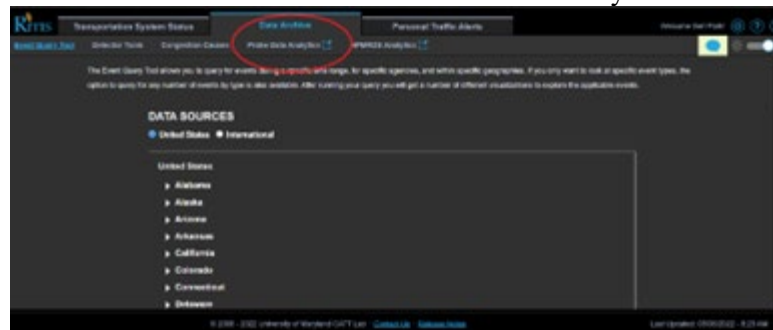 RITIS Transportation System Status Data Archive Personal Traffic Alerts
Event Query Tool Detector Tools Congestion Causes Probe Data Analytics NPMRDS Analytics
The Event Query Tool allows you to query for events during a specific time range, for specific agencies, and within specific geographies. If you only want to look at specific event types, the
option to query for any number of events by type is also available. After running your query you will get a number of different visualizations to explore the applicable events.
DATA SOURCES
United States International
United States
Alabama
Alaska
Arizona
Arkansas
California
Colorado
Connecticut
Delaware
University of Maryland CATT Lab Contact Us Release Notes